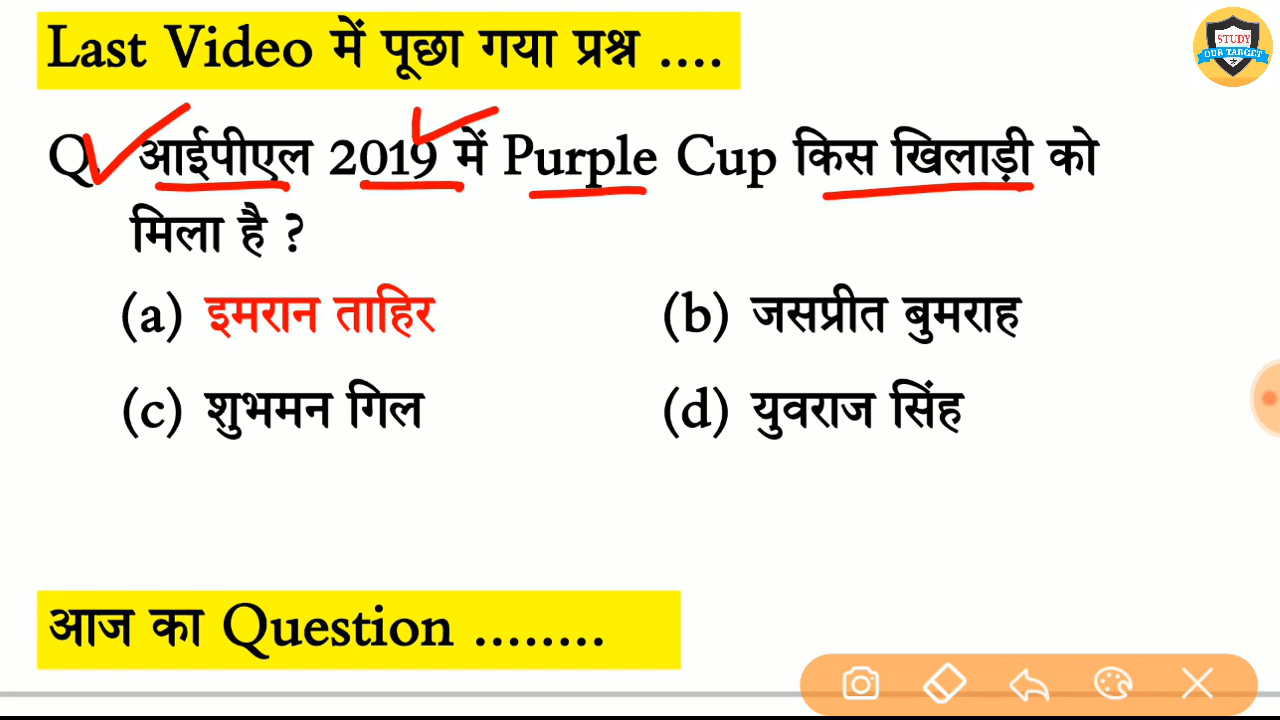 Last Video में पूछा गया प्रश्न ....
STUDY
OUR TARGET
Q. आईपीएल 2019 में Purple Cup किस खिलाड़ी को
मिला है ?
(a) इमरान ताहिर (b) जसप्रीत बुमराह
(c) शुभमन गिल (d) युवराज सिंह
आज का Question ........